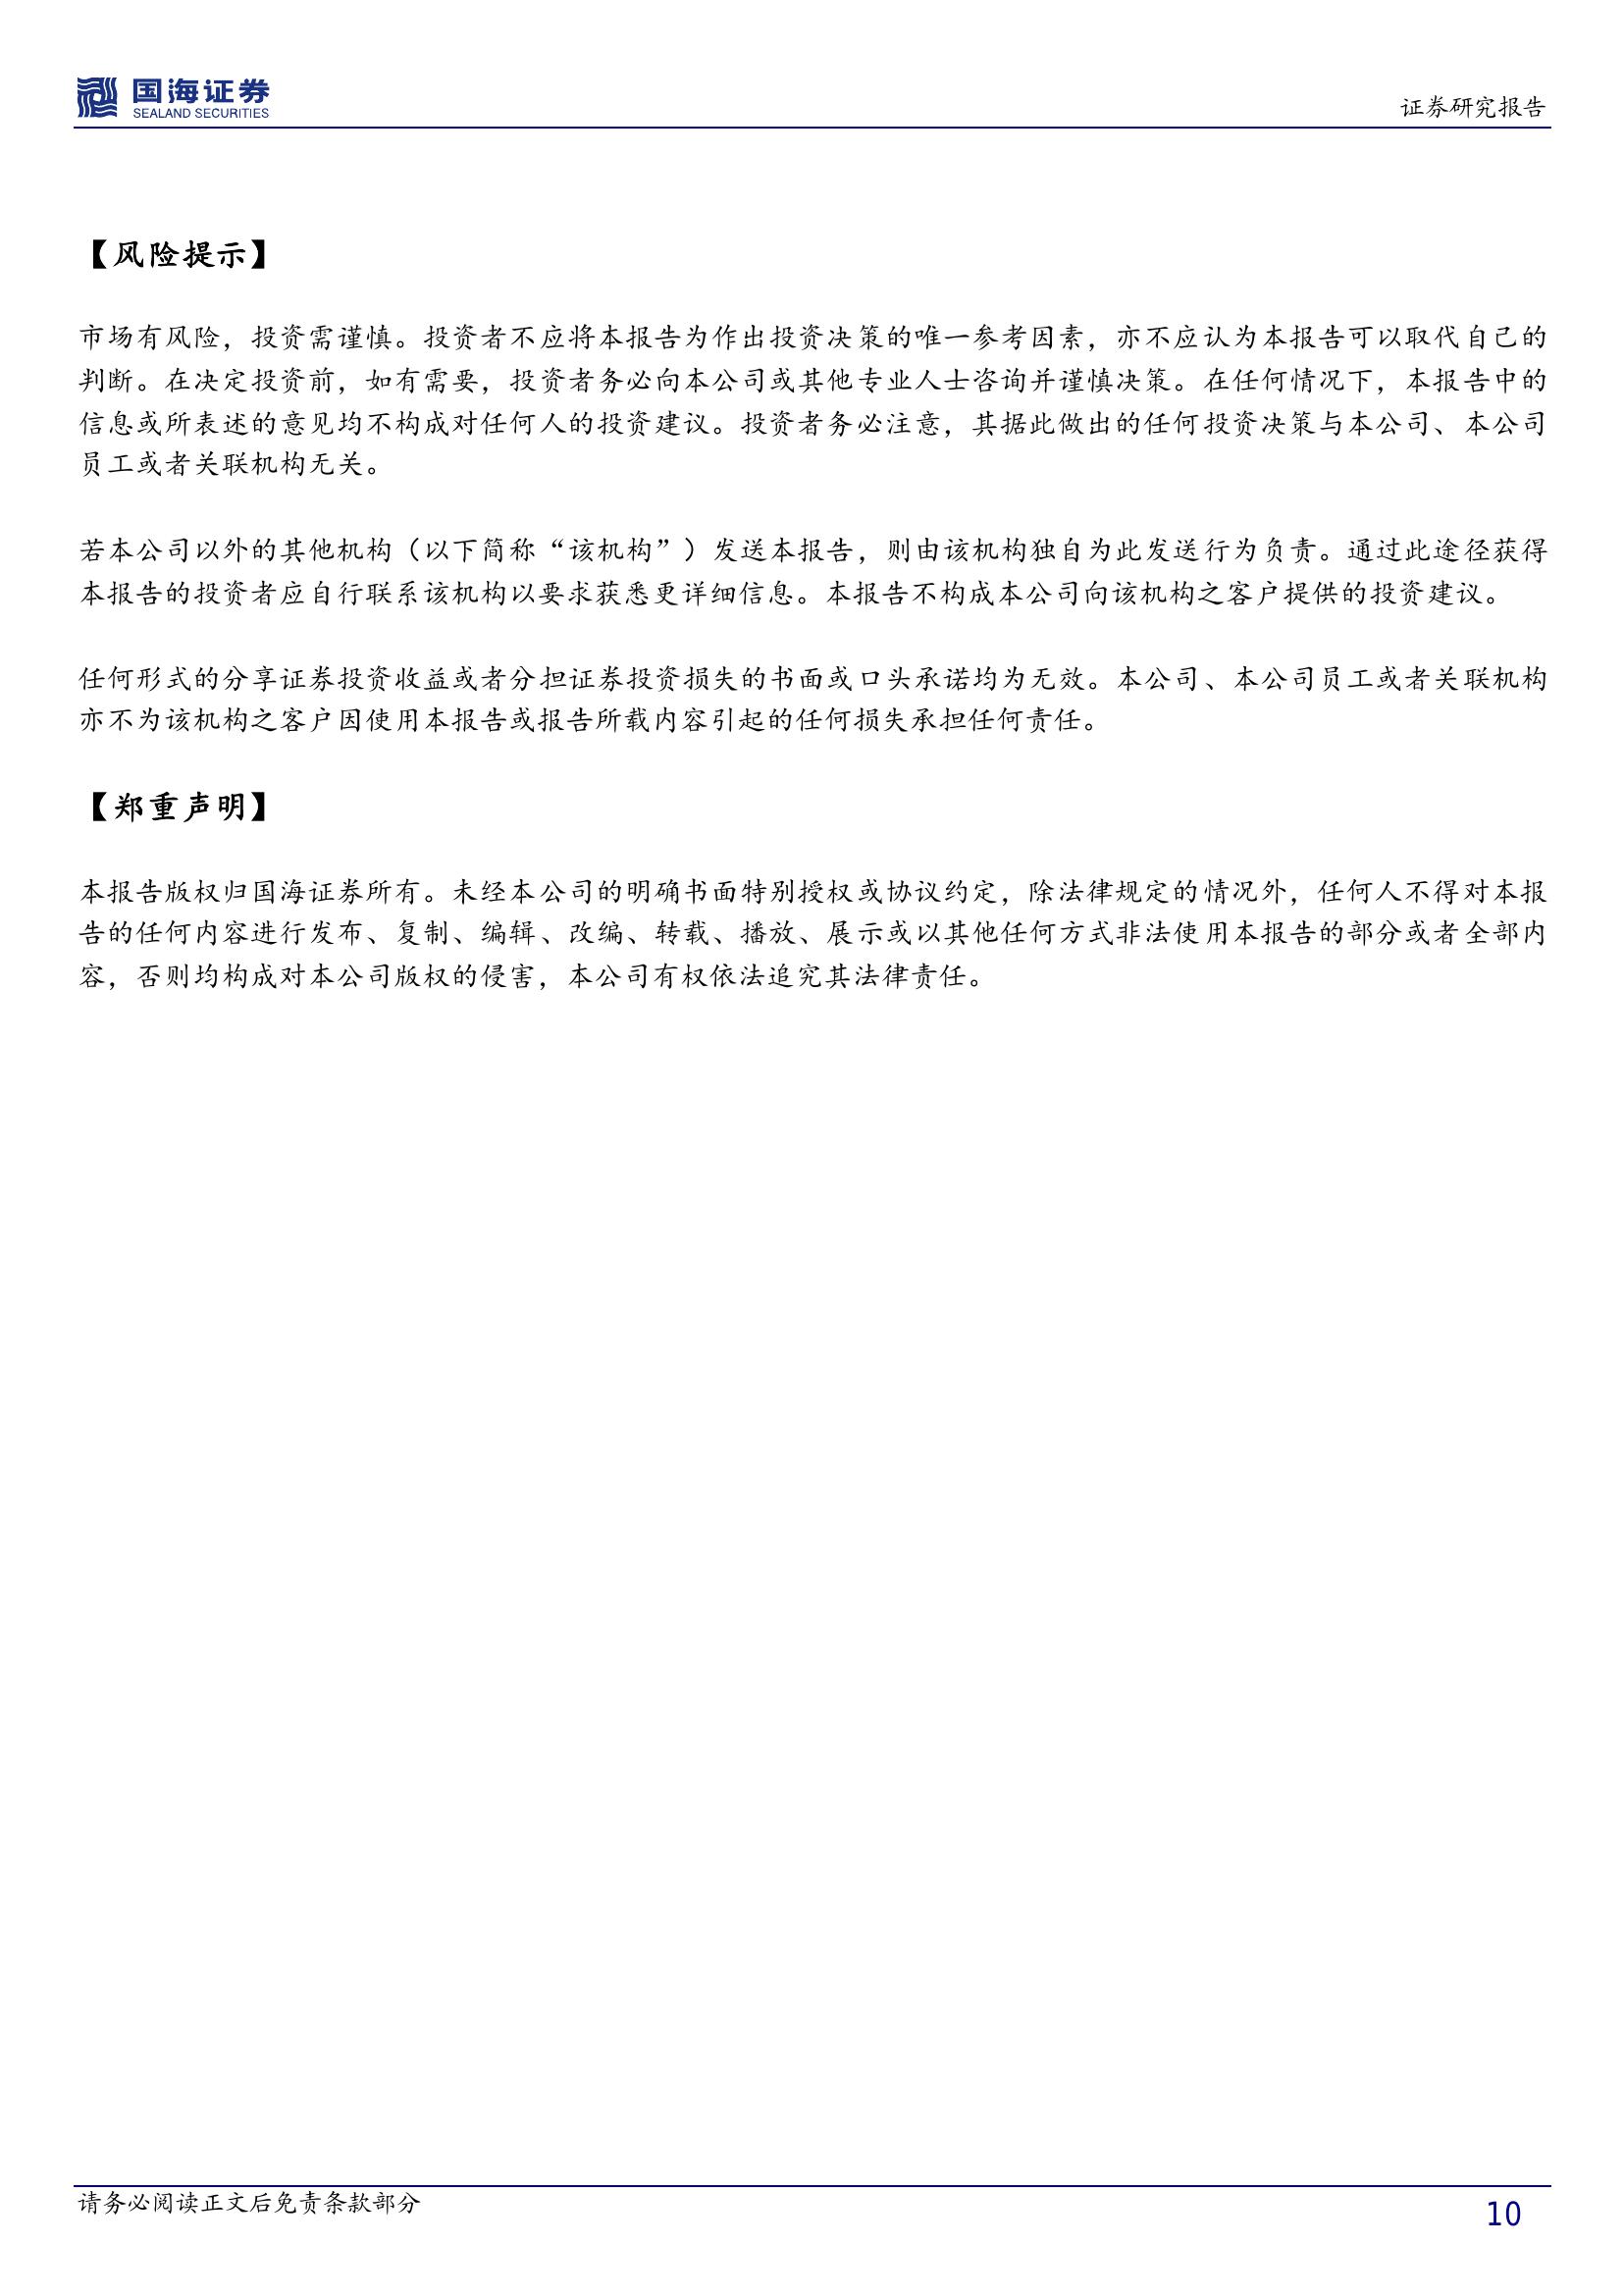 国海证券
SEALAND SECURITIES
证券研究报告
【风险提示】
市场有风险，投资需谨慎。投资者不应将本报告为作出投资决策的唯一参考因素，亦不应认为本报告可以取代自己的
判断。在决定投资前，如有需要，投资者务必向本公司或其他专业人士咨询并谨慎决策。在任何情况下，本报告中的
信息或所表述的意见均不构成对任何人的投资建议。投资者务必注意，其据此做出的任何投资决策与本公司、本公司
员工或者关联机构无关。
若本公司以外的其他机构（以下简称“该机构”）发送本报告，则由该机构独自为此发送行为负责。通过此途径获得
本报告的投资者应自行联系该机构以要求获悉更详细信息。本报告不构成本公司向该机构之客户提供的投资建议。
任何形式的分享证券投资收益或者分担证券投资损失的书面或口头承诺均为无效。本公司、本公司员工或者关联机构
亦不为该机构之客户因使用本报告或报告所载内容引起的任何损失承担任何责任。
【郑重声明】
本报告版权归国海证券所有。未经本公司的明确书面特别授权或协议约定，除法律规定的情况外，任何人不得对本报
告的任何内容进行发布、复制、编辑、改编、转载、播放、展示或以其他任何方式非法使用本报告的部分或者全部内
容，否则均构成对本公司版权的侵害，本公司有权依法追究其法律责任。
请务必阅读正文后免责条款部分
10